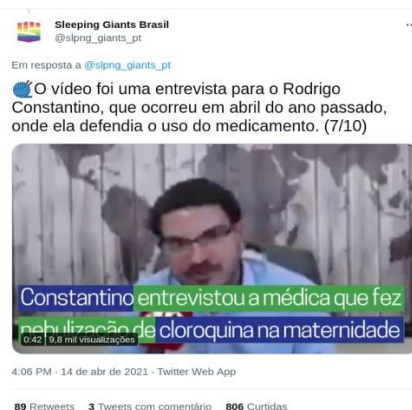 Sleeping Giants Brasil
@slpng_giants_pt
Em resposta a @slpng_giants_pt
O vídeo foi uma entrevista para o Rodrigo
Constantino, que ocorreu em abril do ano passado,
onde ela defendia o uso do medicamento. (7/10)
Constantino entrevistou a médica que fez
nebulização de cloroquina na maternidade
0:42 9,8 mil visualizações
4:06 PM · 14 de abr de 2021 · Twitter Web App
89 Retweets 3 Tweets com comentário 806 Curtidas